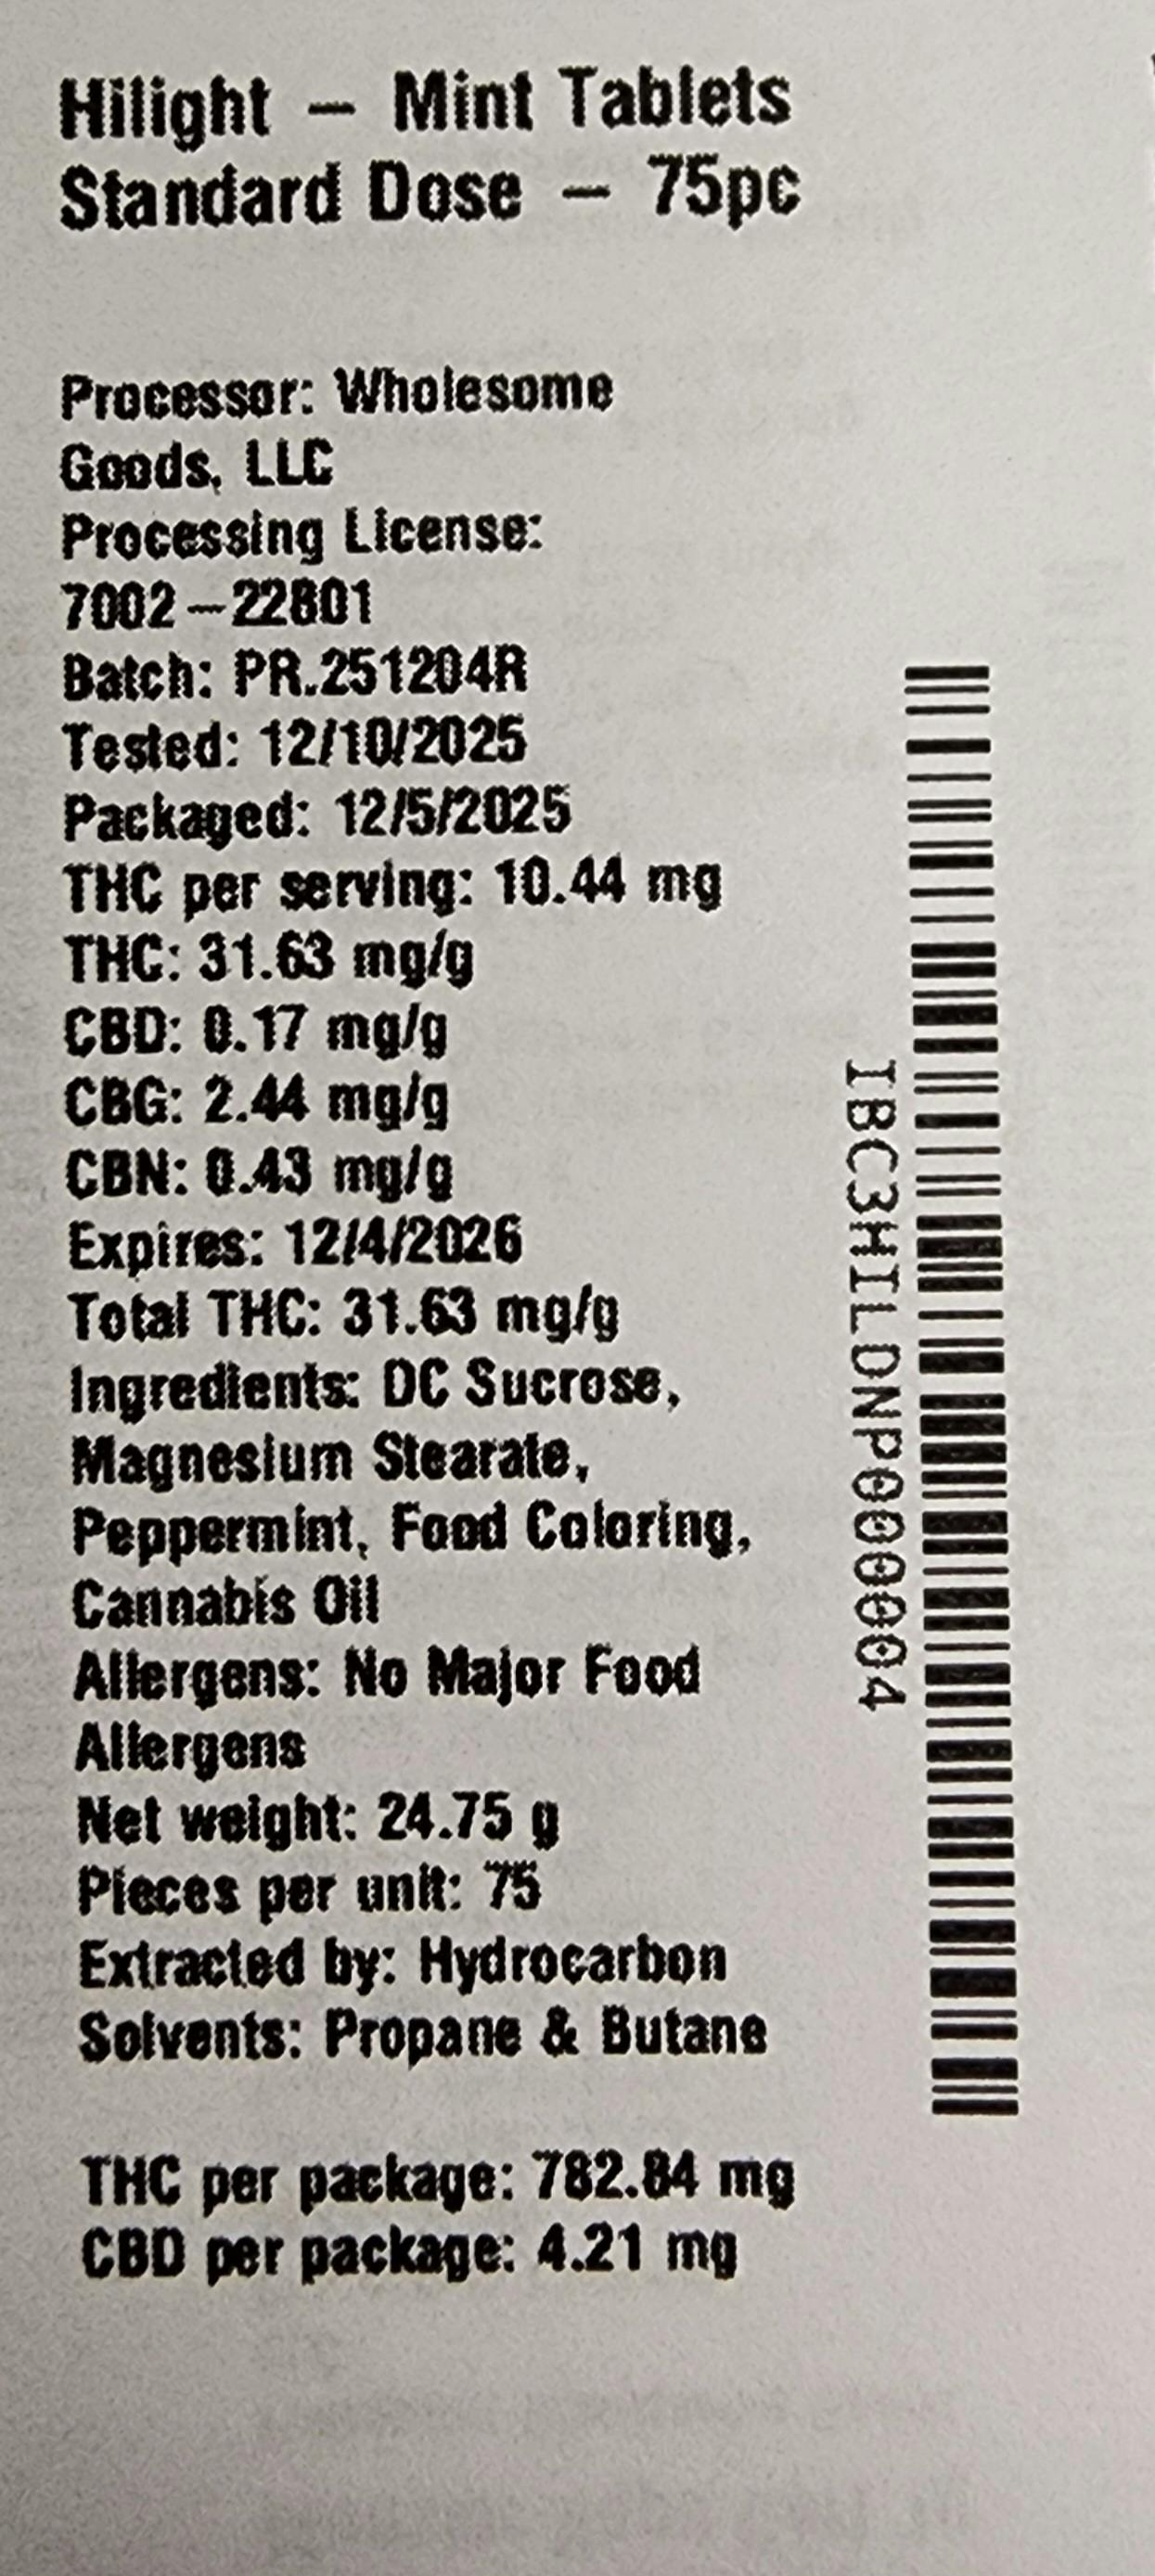 Hilight – Mint Tablets
Standard Dose – 75pc
Processor: Wholesome
Goods, LLC
Processing License:
7002–22801
Batch: PR.251204R
Tested: 12/10/2025
Packaged: 12/5/2025
THC per serving: 10.44 mg
THC: 31.63 mg/g
CBD: 0.17 mg/g
CBG: 2.44 mg/g
CBN: 0.43 mg/g
Expires: 12/4/2026
Total THC: 31.63 mg/g
Ingredients: DC Sucrose,
Magnesium Stearate,
Peppermint, Food Coloring,
Cannabis Oil
Allergens: No Major Food
Allergens
Net weight: 24.75 g
Pieces per unit: 75
Extracted by: Hydrocarbon
Solvents: Propane & Butane
THC per package: 782.84 mg
CBD per package: 4.21 mg
IBC3HILDNP000004